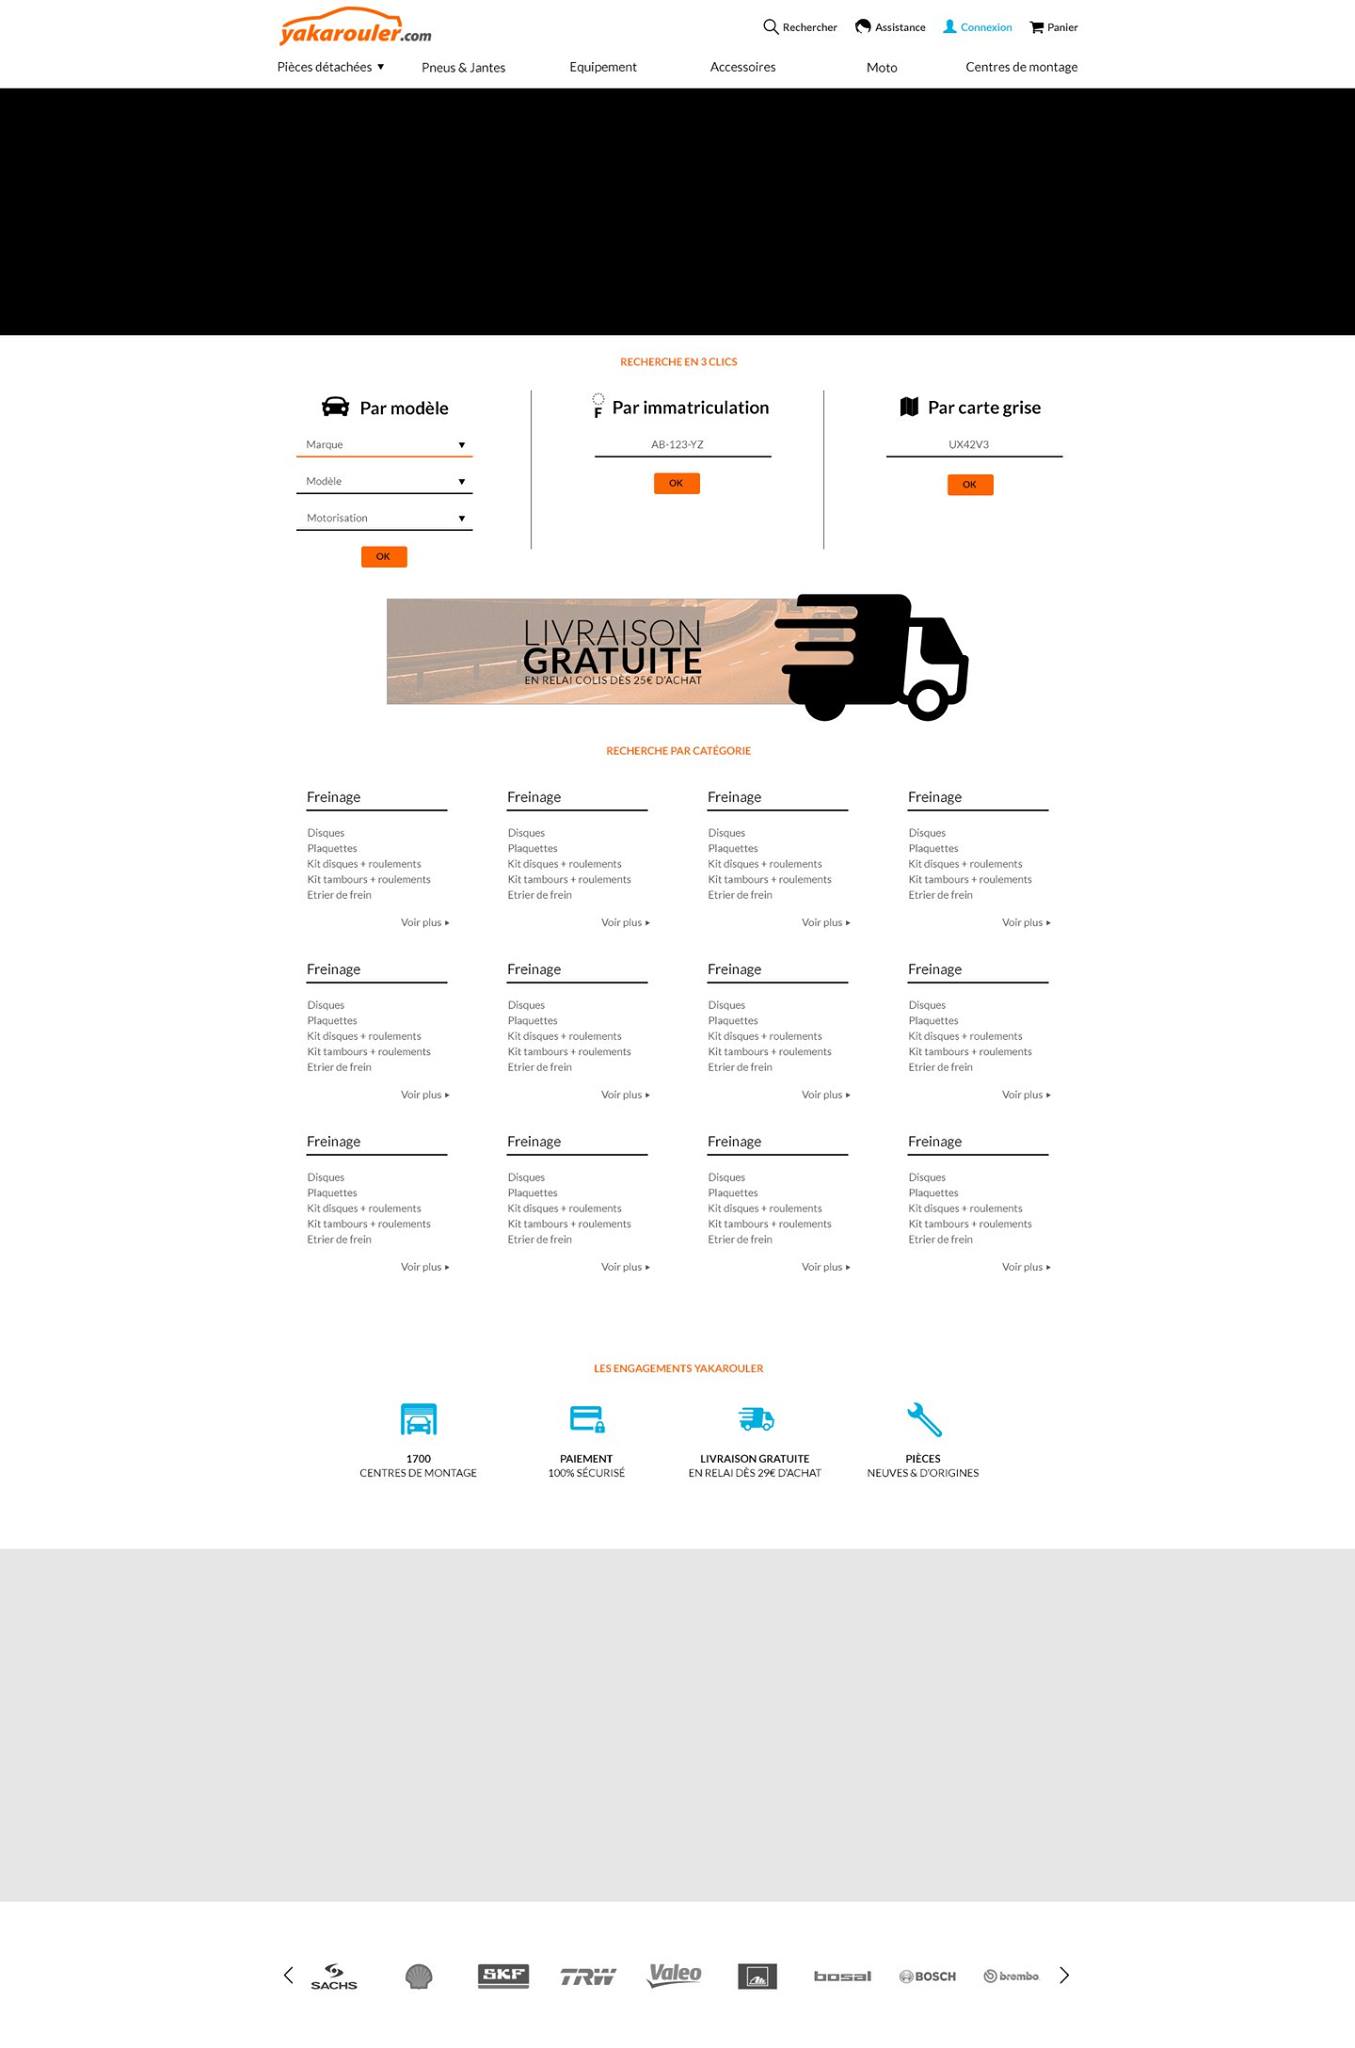 yakarouler.com
Rechercher Assistance Connexion Panier
Pièces détachées ▼ Pneus & Jantes Equipement Accessoires Moto Centres de montage
RECHERCHE EN 3 CLICS
Par modèle
Marque ▼
Modèle ▼
Motorisation ▼
OK
F Par immatriculation
AB-123-YZ
OK
Par carte grise
UX42V3
OK
LIVRAISON
GRATUITE
EN RELAI COLIS DÈS 25€ D'ACHAT
RECHERCHE PAR CATÉGORIE
Freinage
Disques
Plaquettes
Kit disques + roulements
Kit tambours + roulements
Etrier de frein
Voir plus ▸
Freinage
Disques
Plaquettes
Kit disques + roulements
Kit tambours + roulements
Etrier de frein
Voir plus ▸
Freinage
Disques
Plaquettes
Kit disques + roulements
Kit tambours + roulements
Etrier de frein
Voir plus ▸
Freinage
Disques
Plaquettes
Kit disques + roulements
Kit tambours + roulements
Etrier de frein
Voir plus ▸
Freinage
Disques
Plaquettes
Kit disques + roulements
Kit tambours + roulements
Etrier de frein
Voir plus ▸
Freinage
Disques
Plaquettes
Kit disques + roulements
Kit tambours + roulements
Etrier de frein
Voir plus ▸
Freinage
Disques
Plaquettes
Kit disques + roulements
Kit tambours + roulements
Etrier de frein
Voir plus ▸
Freinage
Disques
Plaquettes
Kit disques + roulements
Kit tambours + roulements
Etrier de frein
Voir plus ▸
Freinage
Disques
Plaquettes
Kit disques + roulements
Kit tambours + roulements
Etrier de frein
Voir plus ▸
Freinage
Disques
Plaquettes
Kit disques + roulements
Kit tambours + roulements
Etrier de frein
Voir plus ▸
Freinage
Disques
Plaquettes
Kit disques + roulements
Kit tambours + roulements
Etrier de frein
Voir plus ▸
Freinage
Disques
Plaquettes
Kit disques + roulements
Kit tambours + roulements
Etrier de frein
Voir plus ▸
LES ENGAGEMENTS YAKAROULER
1700
CENTRES DE MONTAGE
PAIEMENT
100% SÉCURISÉ
LIVRAISON GRATUITE
EN RELAI DÈS 29€ D'ACHAT
PIÈCES
NEUVES & D'ORIGINES
SACHS SKF TRW Valeo bosal BOSCH brembo